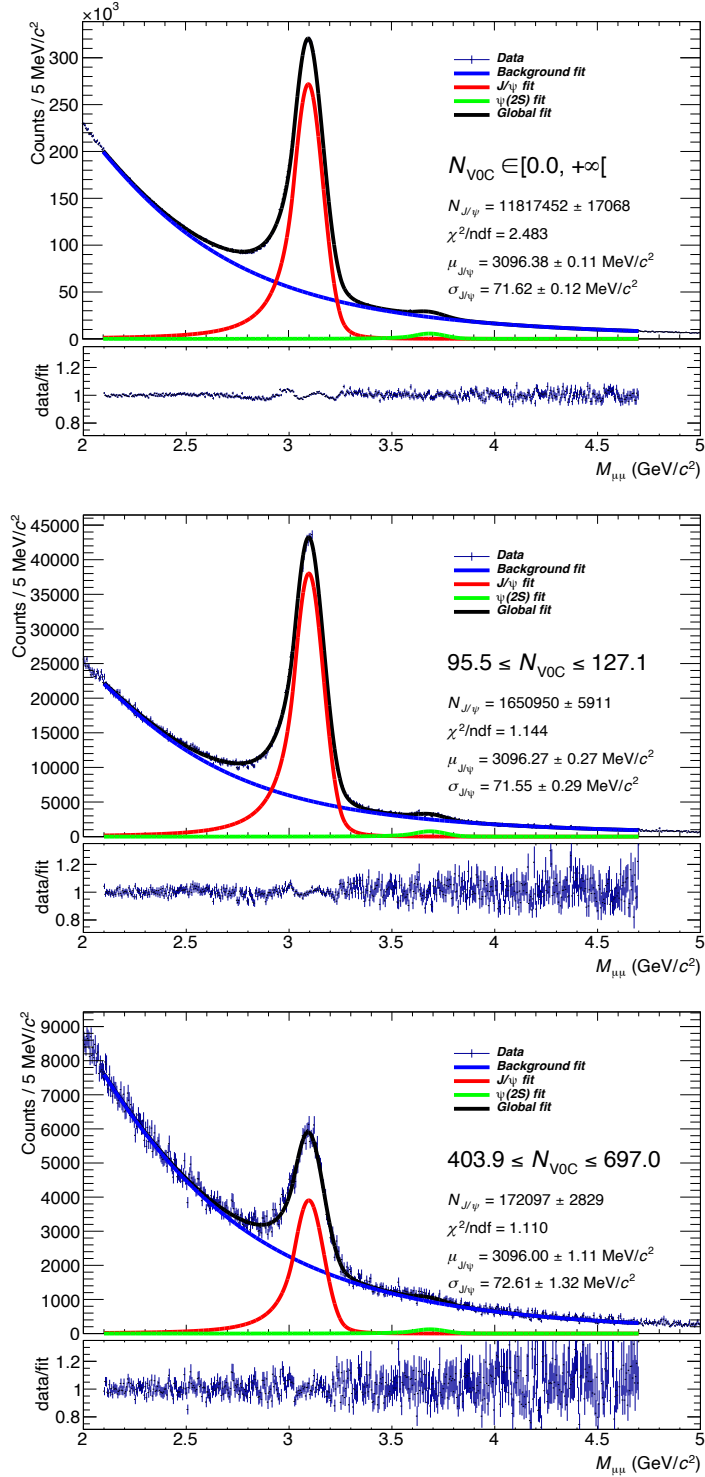 ×10³
Counts / 5 MeV/c²
300
250
200
150
100
50
0
Data
Background fit
J/ψ fit
ψ(2S) fit
Global fit
N_V0C ∈[0.0, +∞[
N_J/ψ = 11817452 ± 17068
χ²/ndf = 2.483
μ_J/ψ = 3096.38 ± 0.11 MeV/c²
σ_J/ψ = 71.62 ± 0.12 MeV/c²
data/fit
1.2
1
0.8
2 2.5 3 3.5 4 4.5 5
M_μμ (GeV/c²)
Counts / 5 MeV/c²
45000
40000
35000
30000
25000
20000
15000
10000
5000
0
Data
Background fit
J/ψ fit
ψ(2S) fit
Global fit
95.5 ≤ N_V0C ≤ 127.1
N_J/ψ = 1650950 ± 5911
χ²/ndf = 1.144
μ_J/ψ = 3096.27 ± 0.27 MeV/c²
σ_J/ψ = 71.55 ± 0.29 MeV/c²
data/fit
1.2
1
0.8
2 2.5 3 3.5 4 4.5 5
M_μμ (GeV/c²)
Counts / 5 MeV/c²
9000
8000
7000
6000
5000
4000
3000
2000
1000
0
Data
Background fit
J/ψ fit
ψ(2S) fit
Global fit
403.9 ≤ N_V0C ≤ 697.0
N_J/ψ = 172097 ± 2829
χ²/ndf = 1.110
μ_J/ψ = 3096.00 ± 1.11 MeV/c²
σ_J/ψ = 72.61 ± 1.32 MeV/c²
data/fit
1.2
1
0.8
2 2.5 3 3.5 4 4.5 5
M_μμ (GeV/c²)